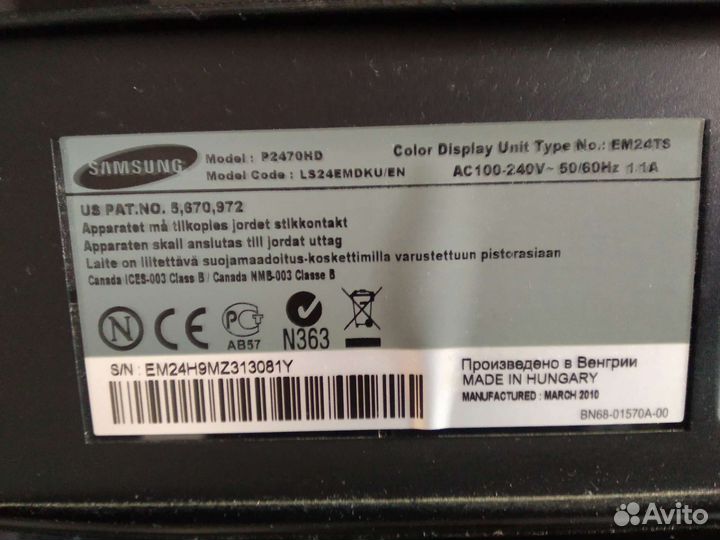 SAMSUNG
Model : P2470HD
Model Code : LS24EMDKU/EN
Color Display Unit Type No.: EM24TS
AC100-240V~ 50/60Hz 1.1A
US PAT.NO. 5,670,972
Apparatet må tilkoples jordet stikkontakt
Apparaten skall anslutas till jordat uttag
Laite on liitettävä suojamaadoitus-koskettimilla varustettuun pistorasiaan
Canada ICES-003 Class B / Canada NMB-003 Classe B
N
CE
РСТ
АВ57
N363
S/N : EM24H9MZ313081Y
Произведено в Венгрии
MADE IN HUNGARY
MANUFACTURED : MARCH 2010
BN68-01570A-00
Avito